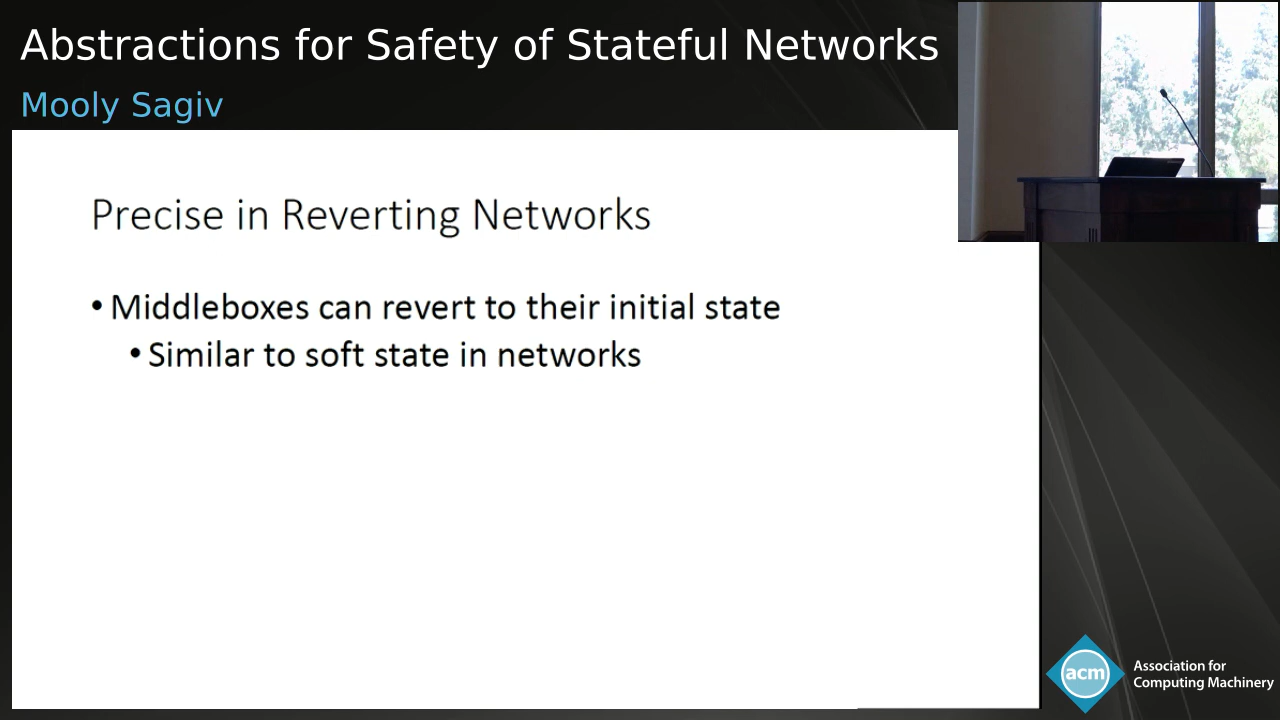 Abstractions for Safety of Stateful Networks
Mooly Sagiv
Precise in Reverting Networks
• Middleboxes can revert to their initial state
• Similar to soft state in networks
acm
Association for
Computing Machinery